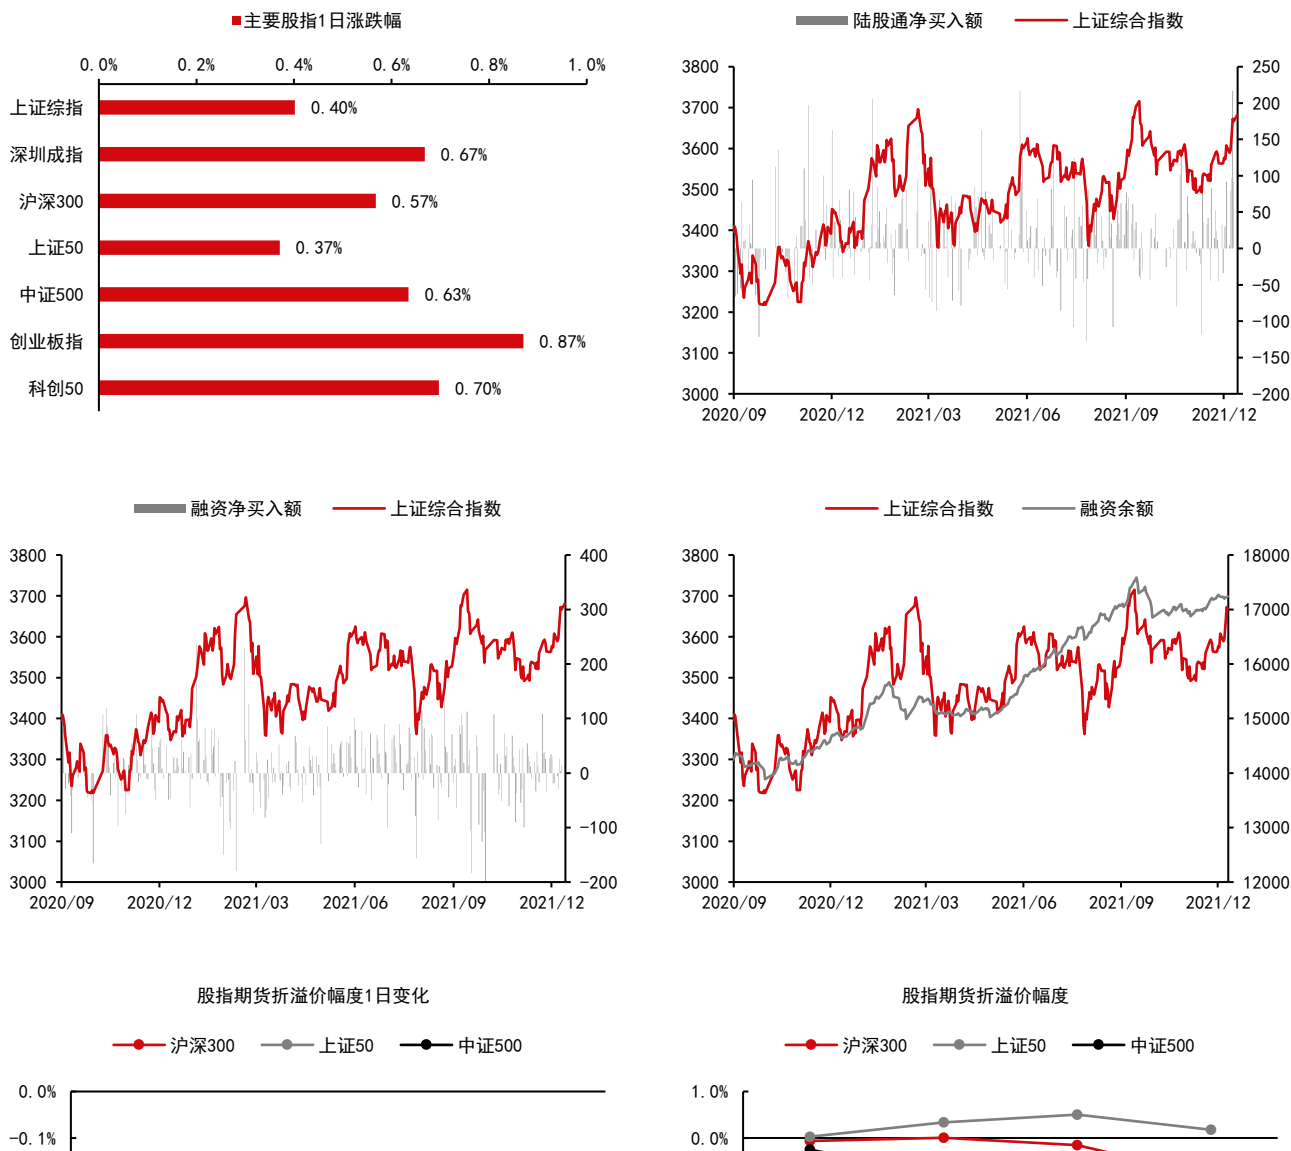 主要股指1日涨跌幅
0.0% 0.2% 0.4% 0.6% 0.8% 1.0%
上证综指 0.40%
深圳成指 0.67%
沪深300 0.57%
上证50 0.37%
中证500 0.63%
创业板指 0.87%
科创50 0.70%
陆股通净买入额 上证综合指数
3800 250
3700 200
3600 150
3500 100
3400 50
3300 0
3200 -50
3100 -100
-150
3000 -200
2020/09 2020/12 2021/03 2021/06 2021/09 2021/12
融资净买入额 上证综合指数
3800 400
3700 300
3600
3500 200
3400 100
3300 0
3200
3100 -100
3000 -200
2020/09 2020/12 2021/03 2021/06 2021/09 2021/12
上证综合指数 融资余额
3800 18000
3700 17000
3600
3500 16000
3400 15000
3300 14000
3200
3100 13000
3000 12000
2020/09 2020/12 2021/03 2021/06 2021/09 2021/12
股指期货折溢价幅度1日变化
沪深300 上证50 中证500
0.0%
-0.1%
股指期货折溢价幅度
沪深300 上证50 中证500
1.0%
0.0%